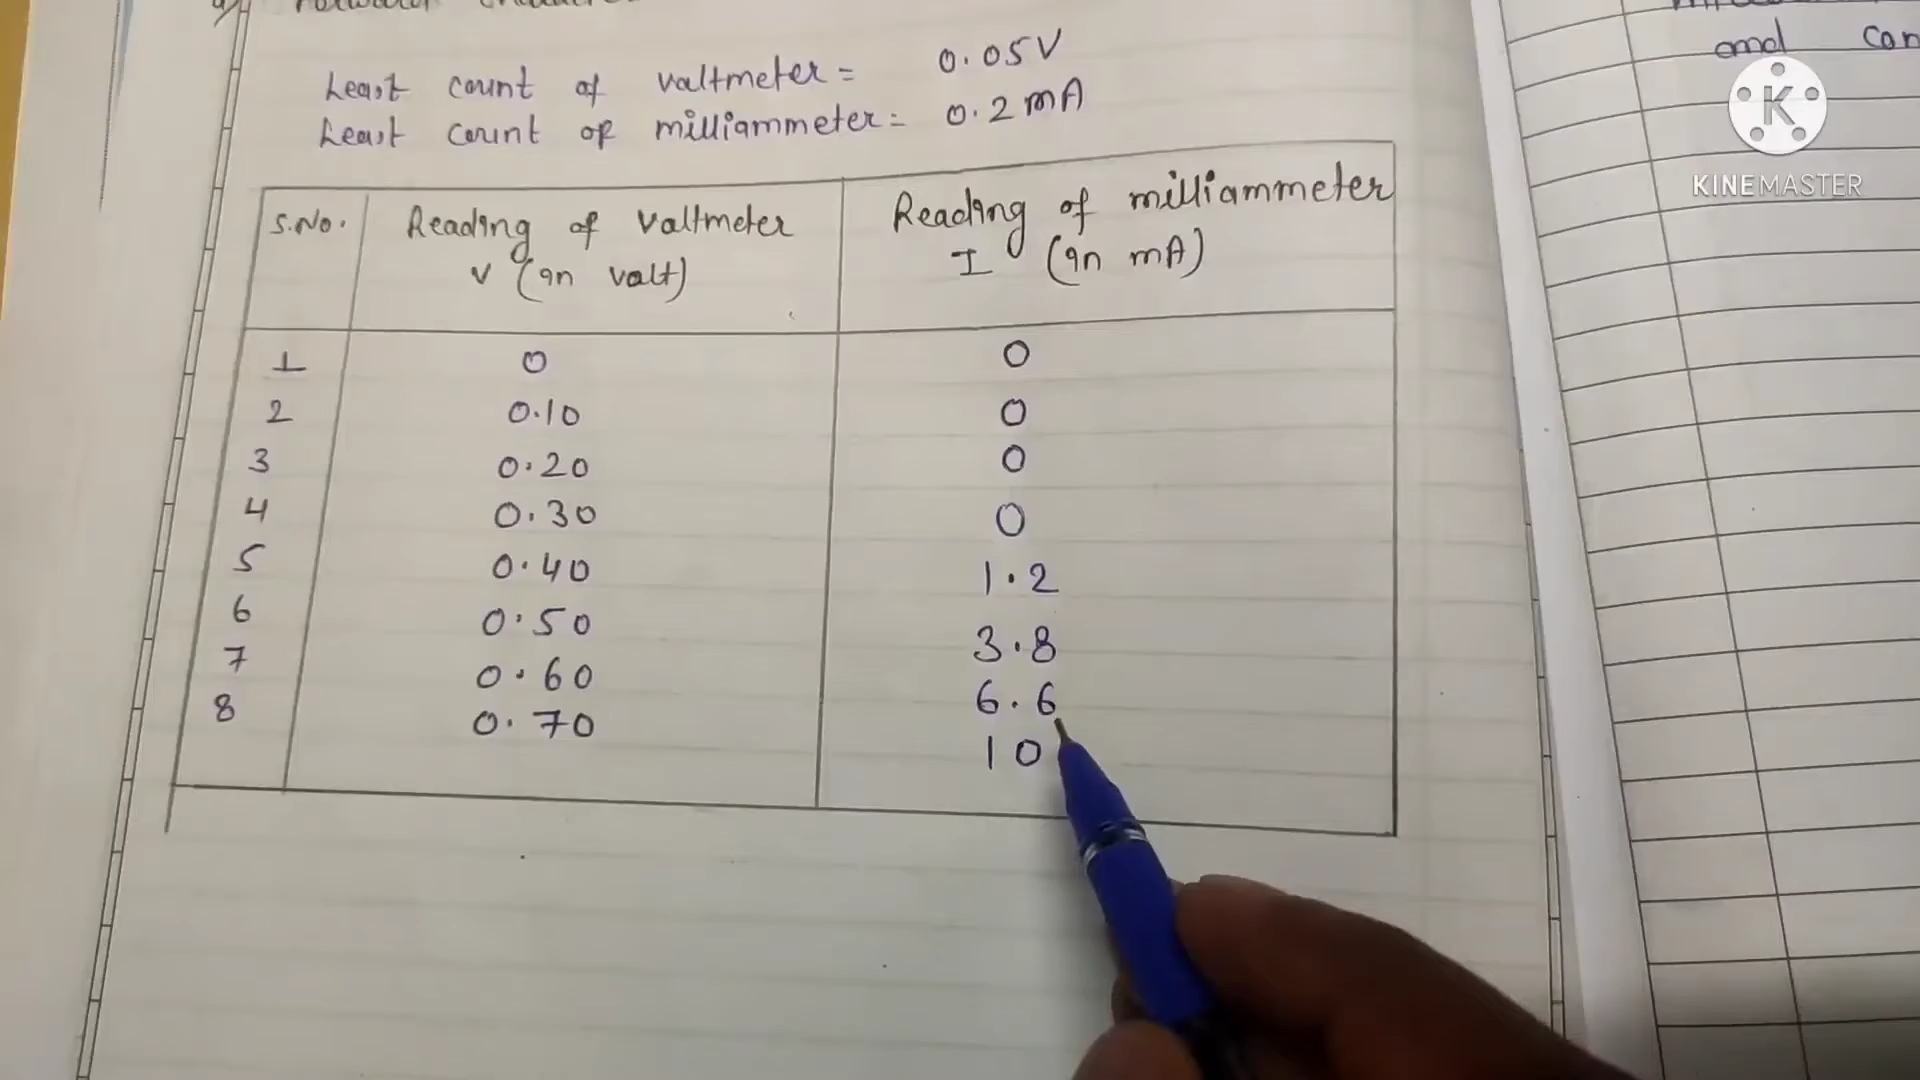 Least count of valtmeter = 0.05V
Least count of milliammeter = 0.2 mA
S.No. Reading of valtmeter V (in valt) Reading of milliammeter I (in mA)
1 0 0
2 0.10 0
3 0.20 0
4 0.30 0
5 0.40 1.2
6 0.50 3.8
7 0.60 6.6
8 0.70 10
and
K
KINEMASTER